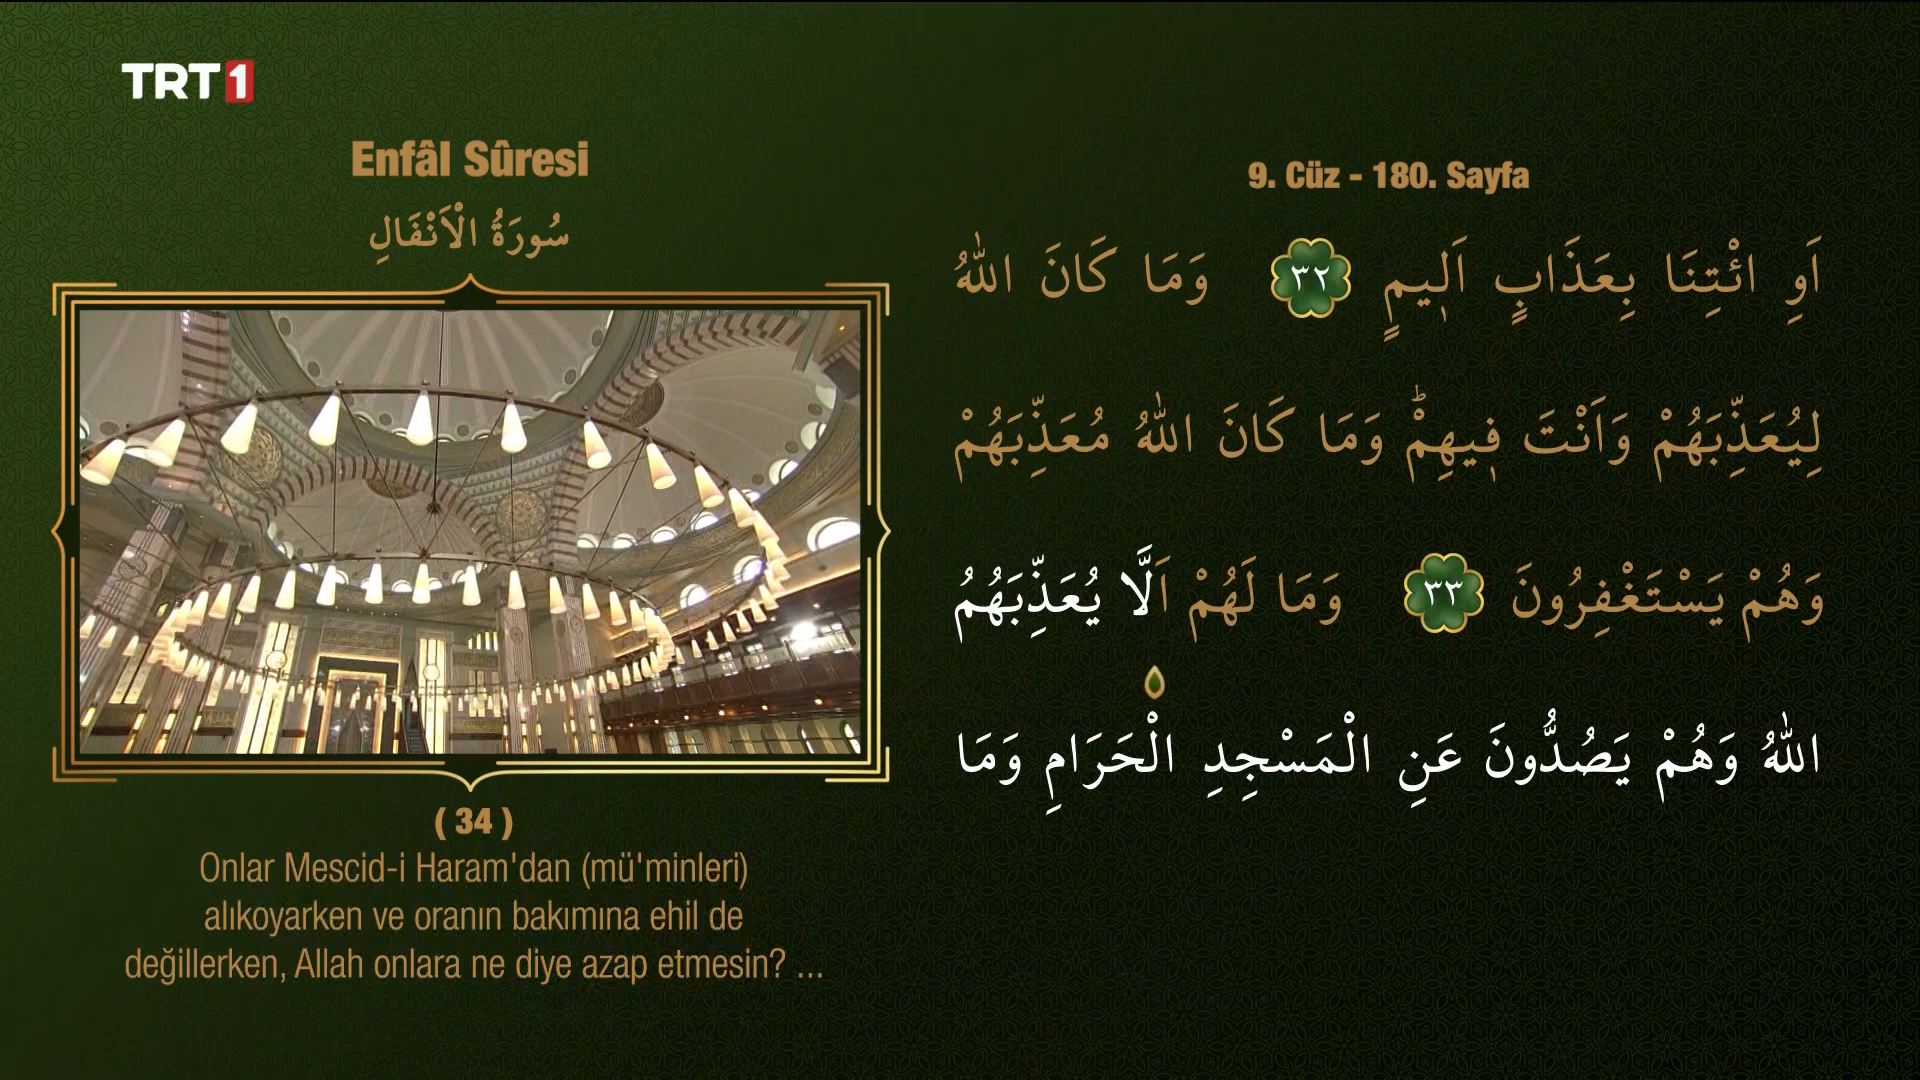 TRT 1
Enfâl Sûresi
سُورَةُ الْاَنْفَالِ
9. Cüz - 180. Sayfa
اَوِ ائْتِنَا بِعَذَابٍ اَل۪يمٍ ﴿٣٢﴾ وَمَا كَانَ اللّٰهُ
لِيُعَذِّبَهُمْ وَاَنْتَ ف۪يهِمْۜ وَمَا كَانَ اللّٰهُ مُعَذِّبَهُمْ
وَهُمْ يَسْتَغْفِرُونَ ﴿٣٣﴾ وَمَا لَهُمْ اَلَّا يُعَذِّبَهُمُ
اللّٰهُ وَهُمْ يَصُدُّونَ عَنِ الْمَسْجِدِ الْحَرَامِ وَمَا
( 34 )
Onlar Mescid-i Haram'dan (mü'minleri)
alıkoyarken ve oranın bakımına ehil de
değillerken, Allah onlara ne diye azap etmesin? ...